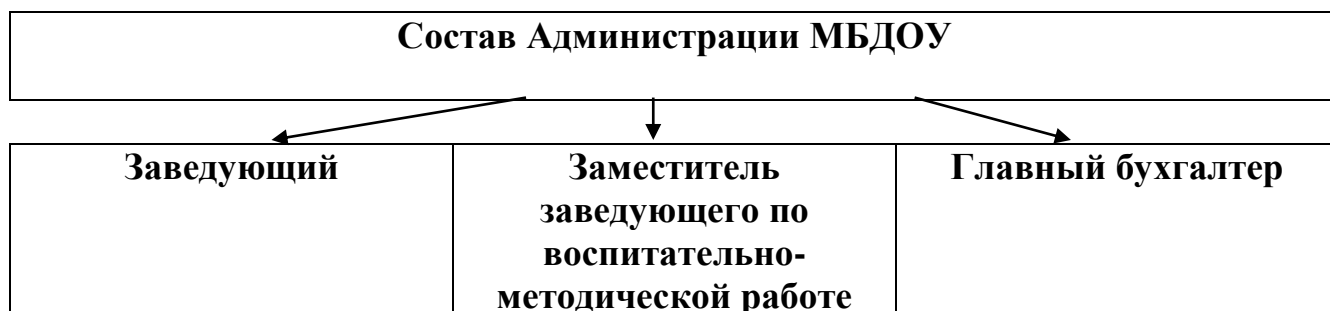 Состав Администрации МБДОУ
Заведующий
Заместитель
заведующего по
воспитательно-
методической работе
Главный бухгалтер